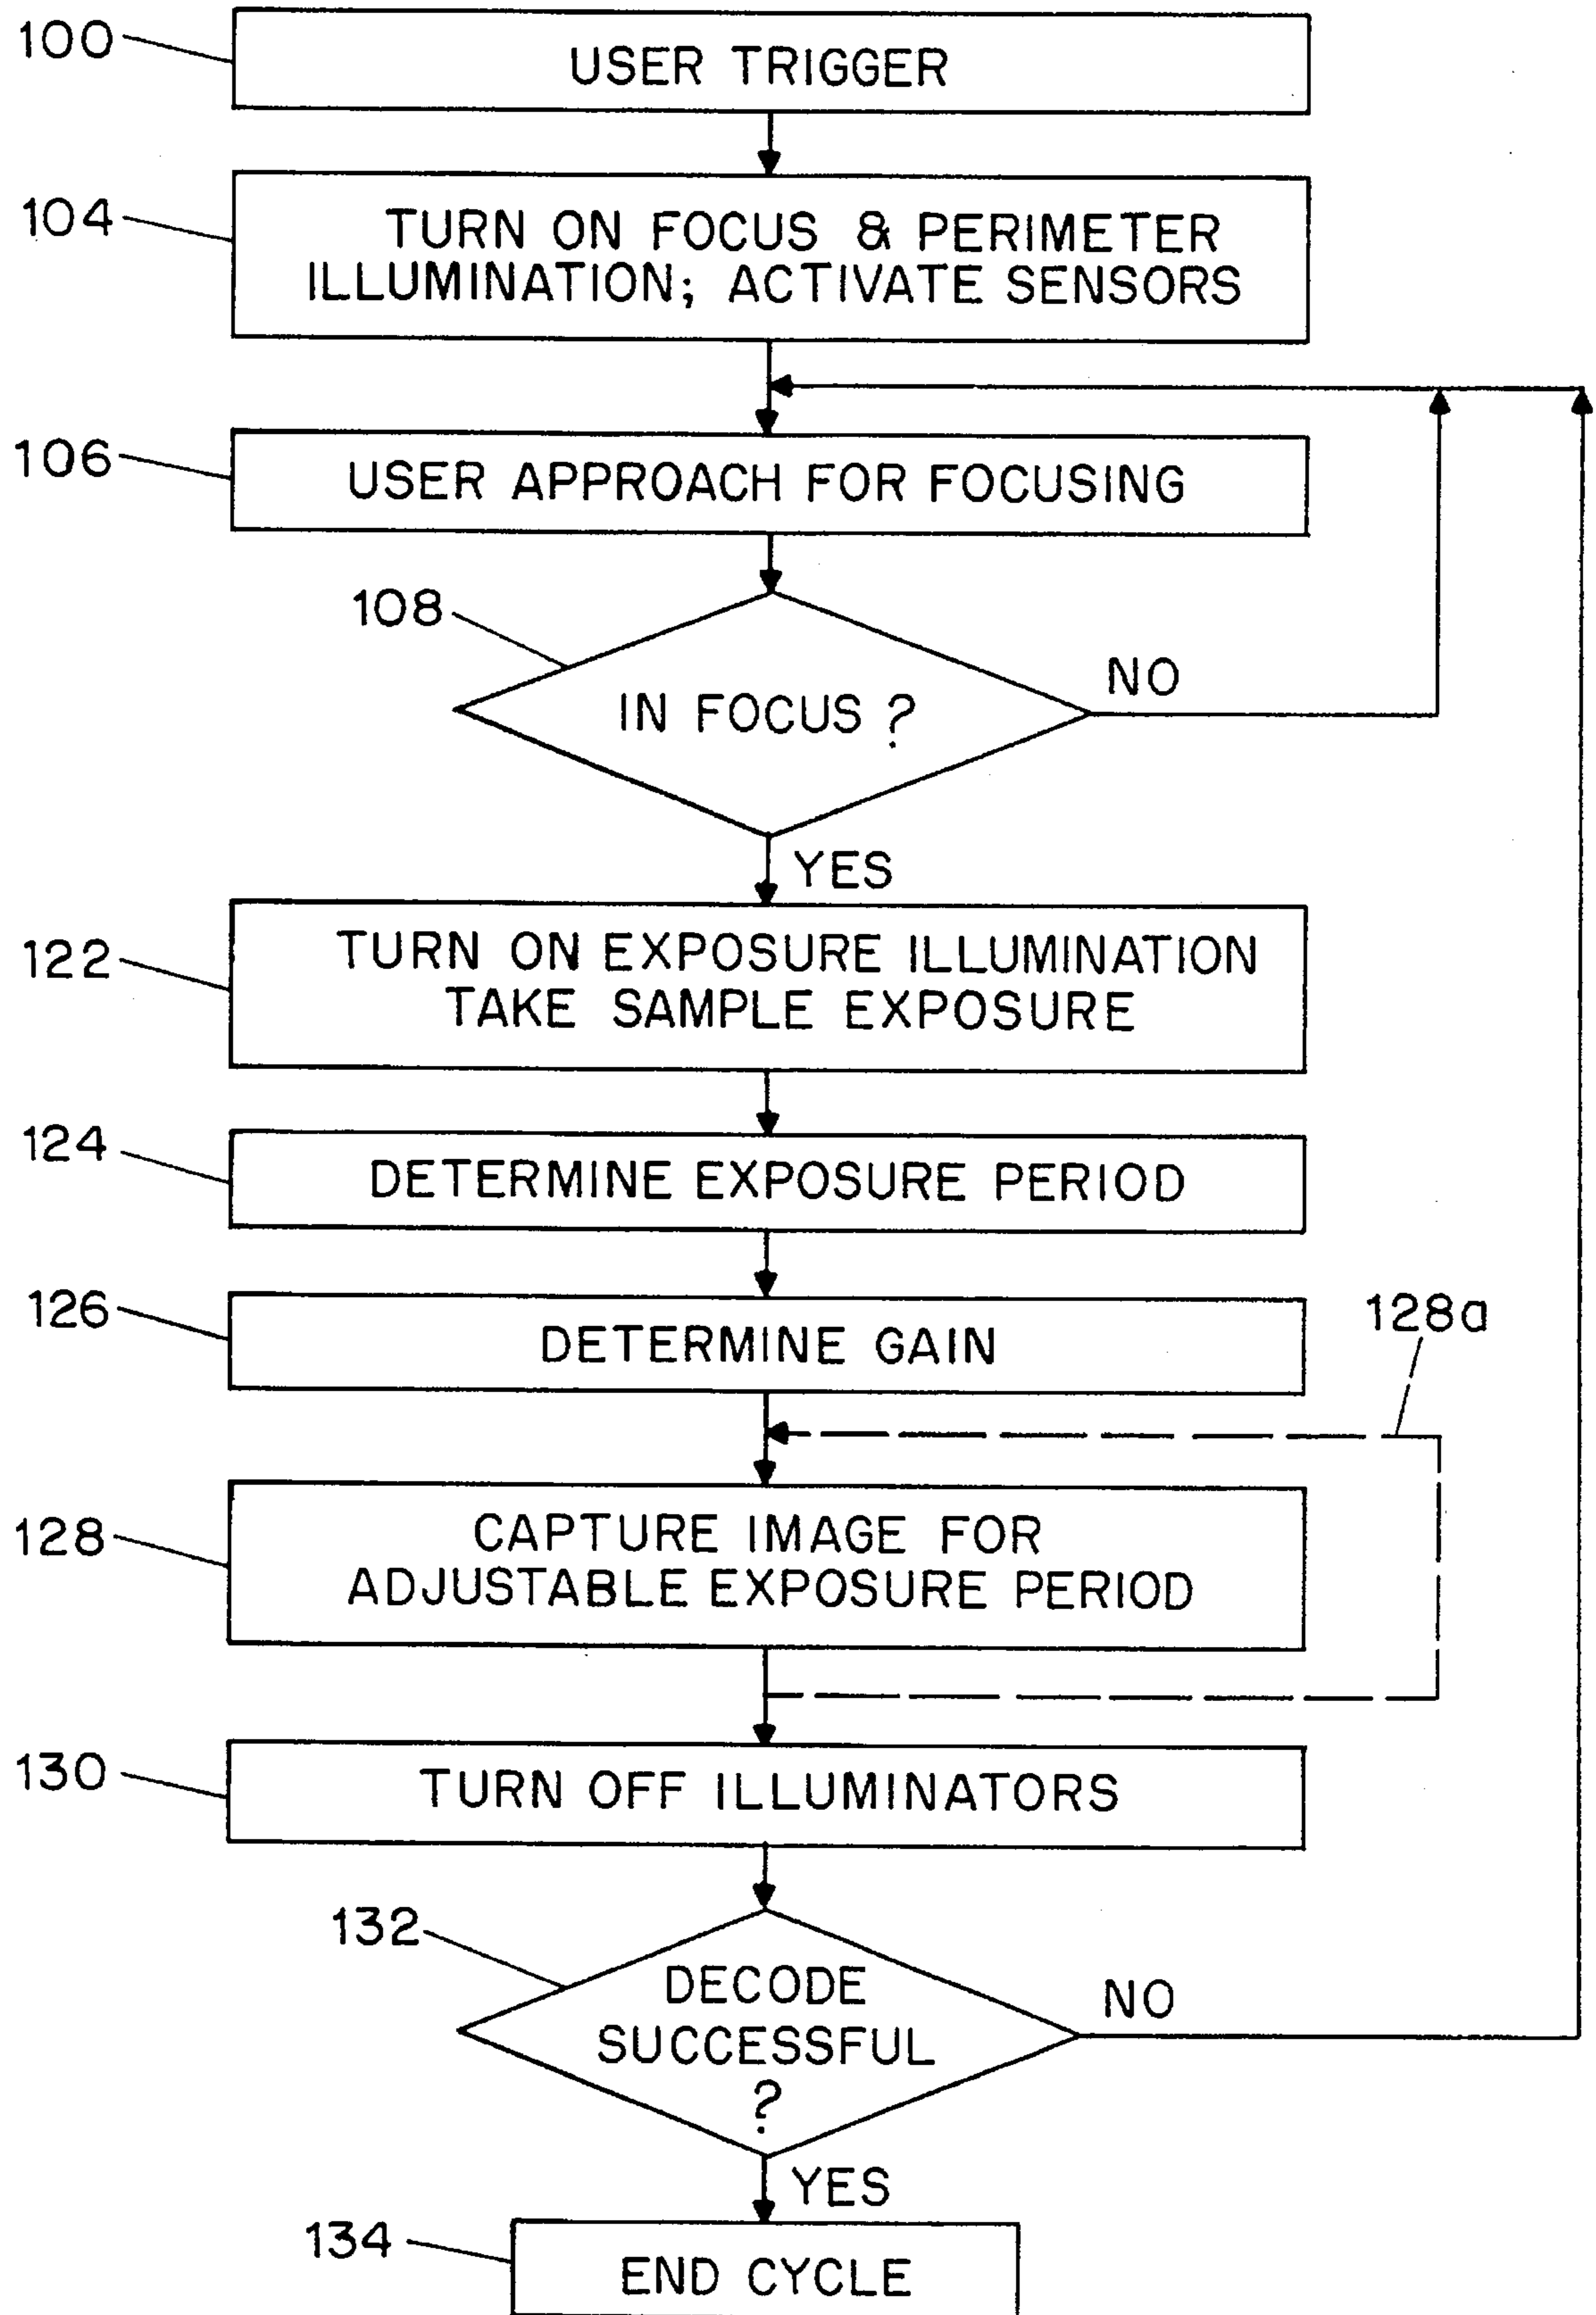 100
USER TRIGGER
104
TURN ON FOCUS & PERIMETER
ILLUMINATION; ACTIVATE SENSORS
106
USER APPROACH FOR FOCUSING
108
IN FOCUS ?
NO
YES
122
TURN ON EXPOSURE ILLUMINATION
TAKE SAMPLE EXPOSURE
124
DETERMINE EXPOSURE PERIOD
126
DETERMINE GAIN
128a
128
CAPTURE IMAGE FOR
ADJUSTABLE EXPOSURE PERIOD
130
TURN OFF ILLUMINATORS
132
DECODE
SUCCESSFUL
?
NO
YES
134
END CYCLE